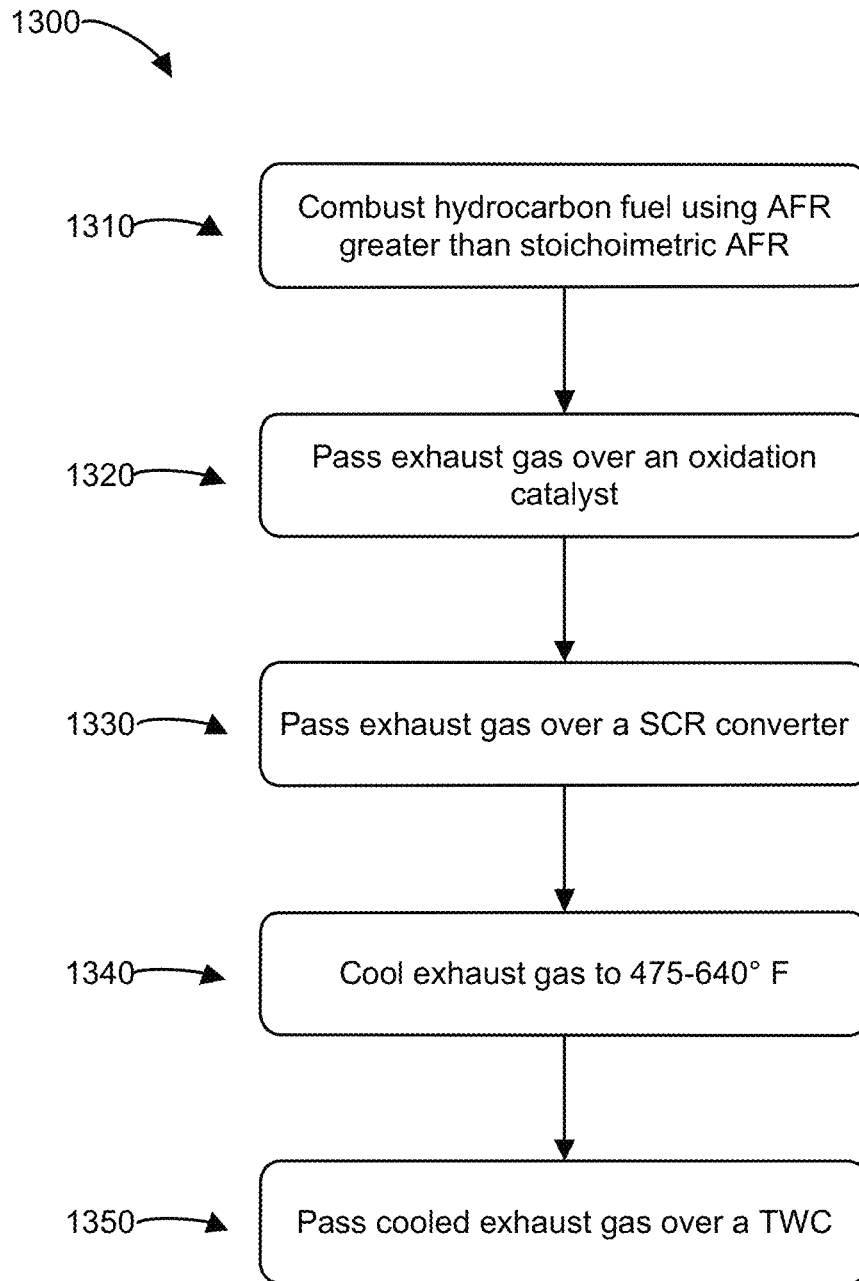 1300
1310
Combust hydrocarbon fuel using AFR
greater than stoichoimetric AFR
1320
Pass exhaust gas over an oxidation
catalyst
1330
Pass exhaust gas over a SCR converter
1340
Cool exhaust gas to 475-640° F
1350
Pass cooled exhaust gas over a TWC